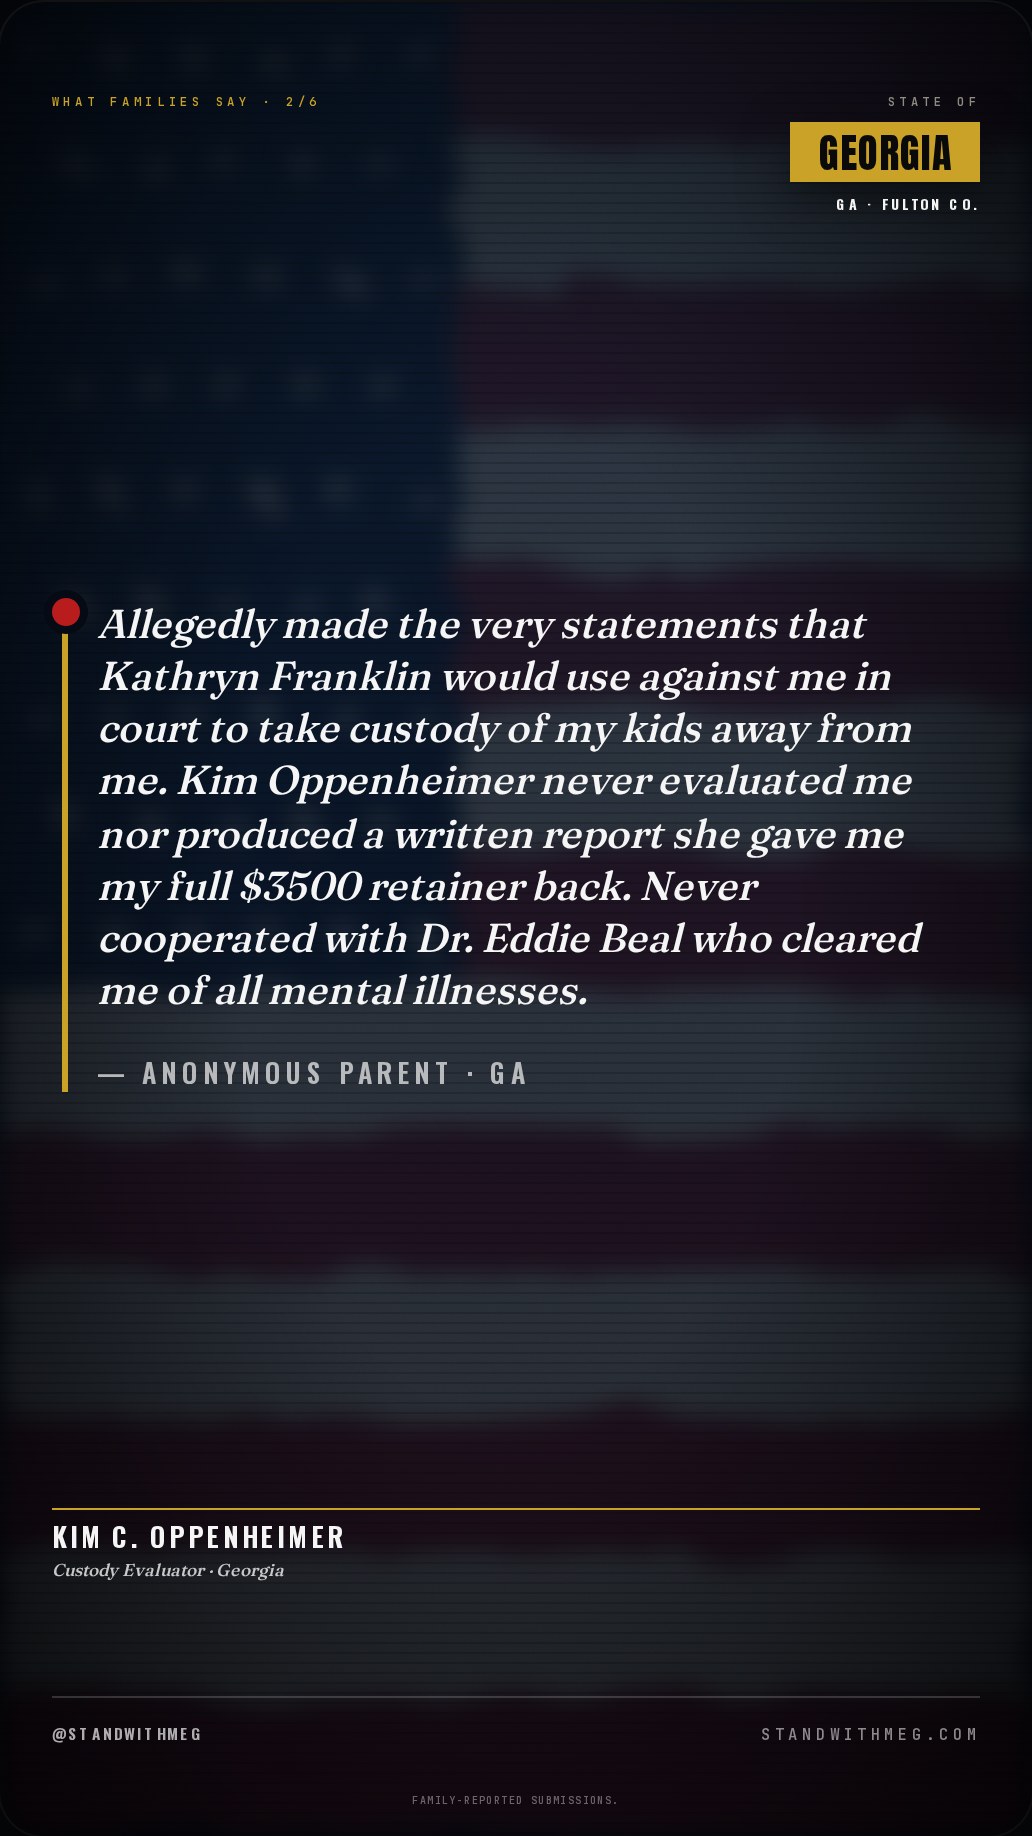 WHAT FAMILIES SAY · 2/6
STATE OF
GEORGIA
GA · FULTON CO.
Allegedly made the very statements that
Kathryn Franklin would use against me in
court to take custody of my kids away from
me. Kim Oppenheimer never evaluated me
nor produced a written report she gave me
my full $3500 retainer back. Never
cooperated with Dr. Eddie Beal who cleared
me of all mental illnesses.
— ANONYMOUS PARENT · GA
KIM C. OPPENHEIMER
Custody Evaluator · Georgia
@STANDWITHMEG
STANDWITHMEG.COM
FAMILY-REPORTED SUBMISSIONS.